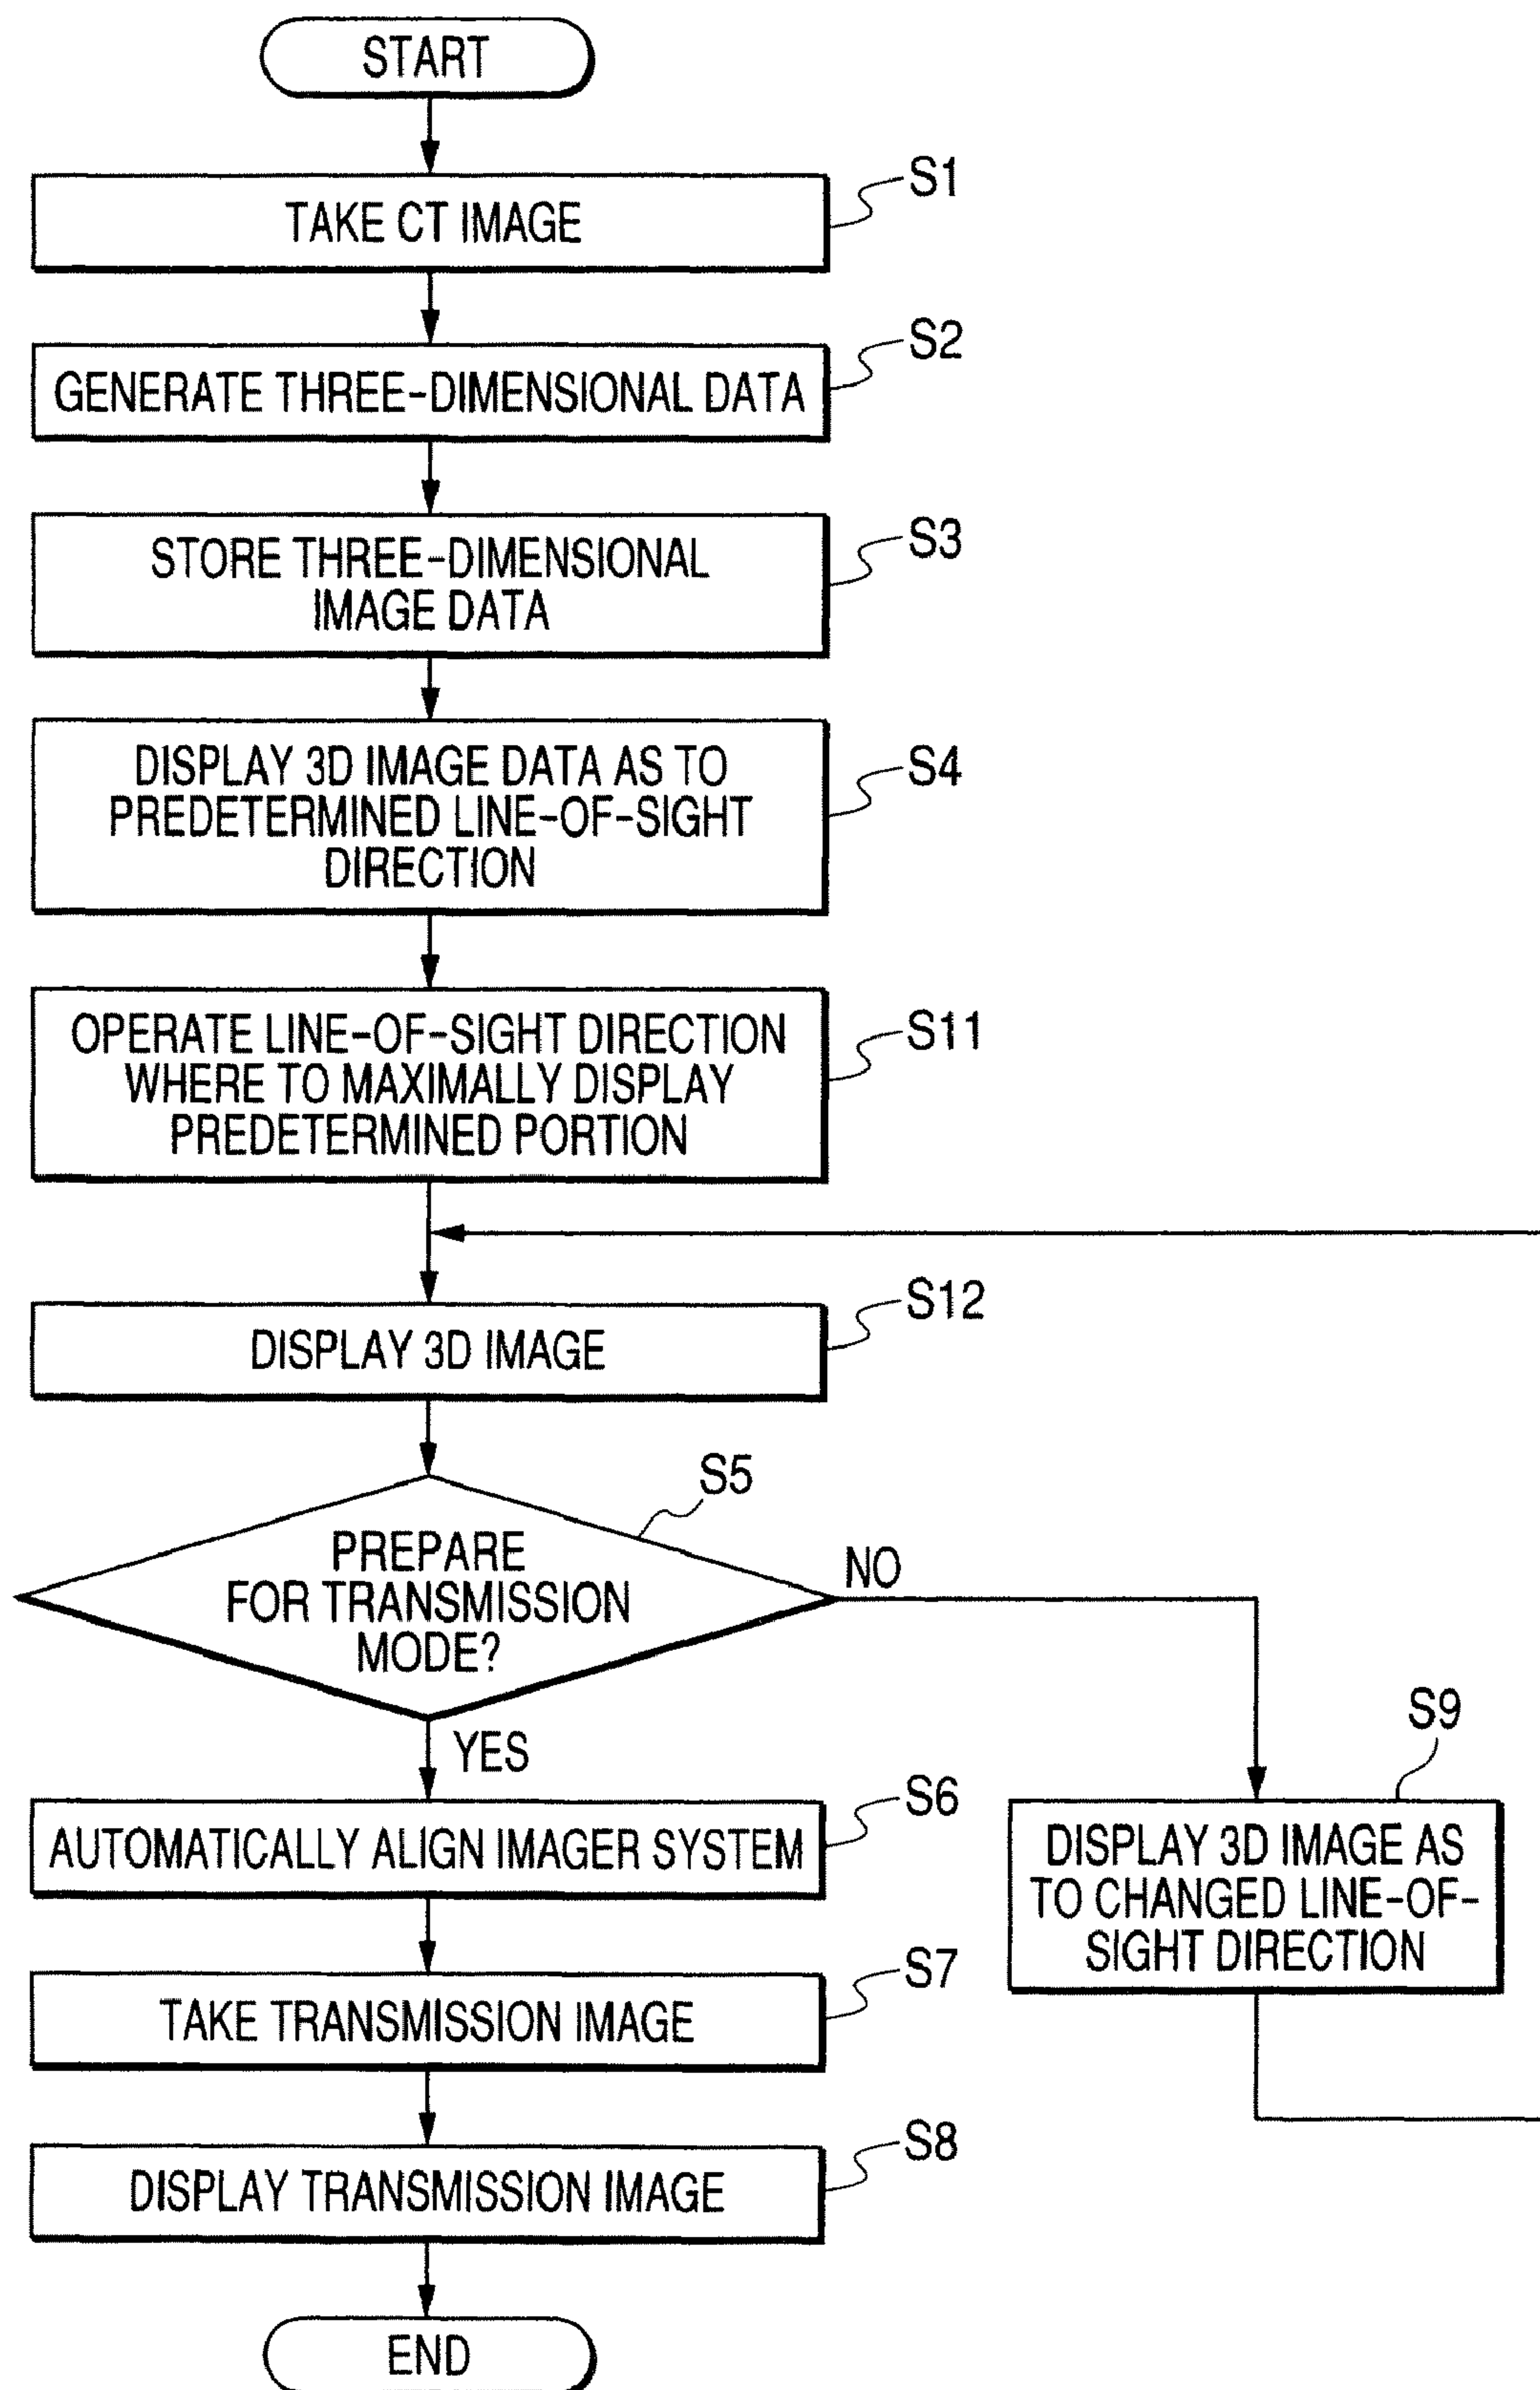 START
S1
TAKE CT IMAGE
S2
GENERATE THREE-DIMENSIONAL DATA
S3
STORE THREE-DIMENSIONAL
IMAGE DATA
S4
DISPLAY 3D IMAGE DATA AS TO
PREDETERMINED LINE-OF-SIGHT
DIRECTION
S11
OPERATE LINE-OF-SIGHT DIRECTION
WHERE TO MAXIMALLY DISPLAY
PREDETERMINED PORTION
S12
DISPLAY 3D IMAGE
S5
PREPARE
FOR TRANSMISSION
MODE?
NO
YES
S9
DISPLAY 3D IMAGE AS
TO CHANGED LINE-OF-
SIGHT DIRECTION
S6
AUTOMATICALLY ALIGN IMAGER SYSTEM
S7
TAKE TRANSMISSION IMAGE
S8
DISPLAY TRANSMISSION IMAGE
END